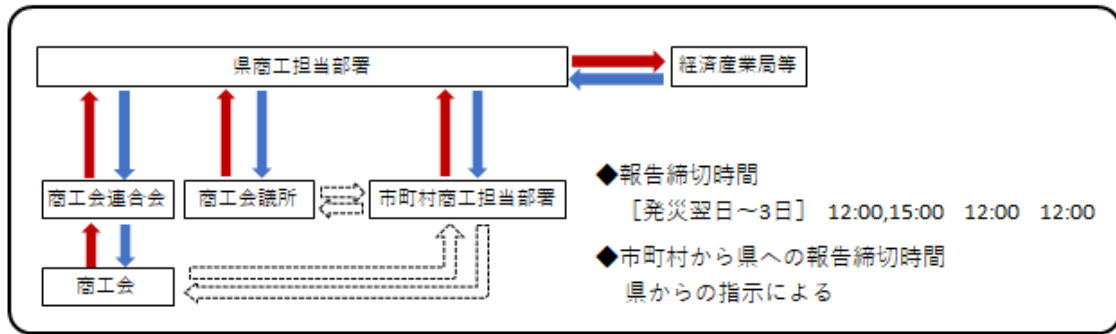 県商工担当部署
経済産業局等
商工会連合会
商工会議所
市町村商工担当部署
商工会
◆報告締切時間
［発災翌日～3日］ 12:00,15:00 12:00 12:00
◆市町村から県への報告締切時間
県からの指示による